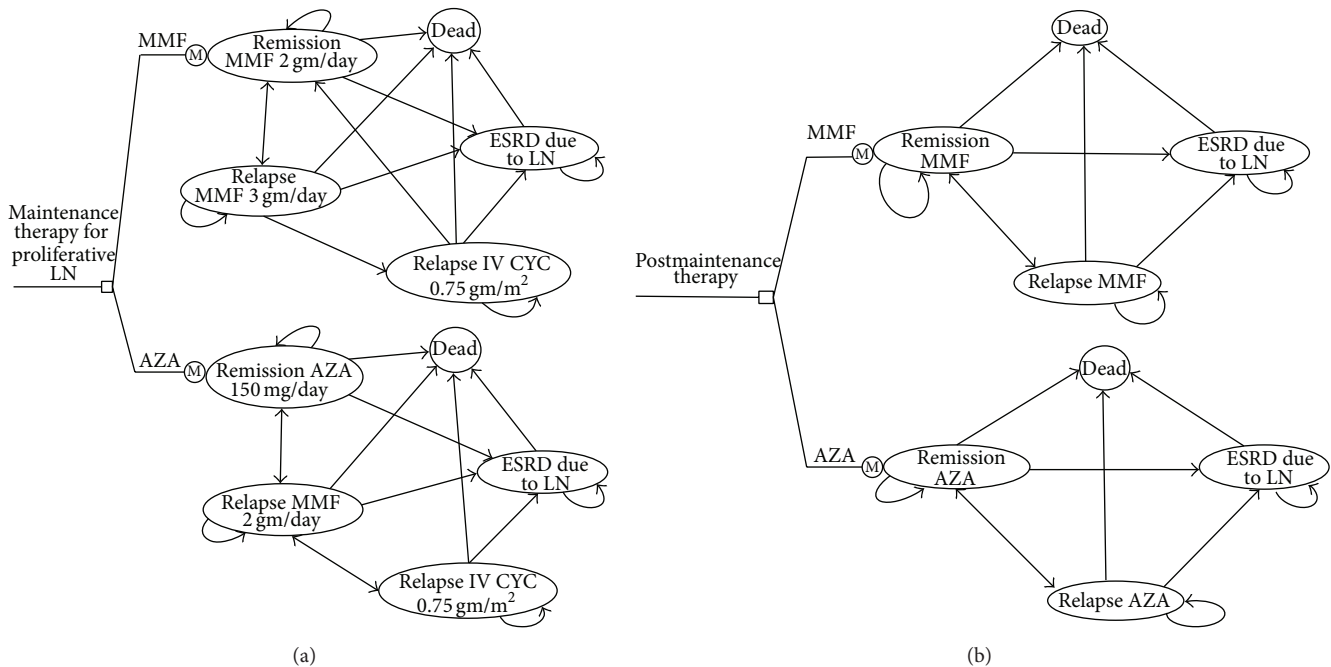 MMF
M
Remission
MMF 2 gm/day
Dead
ESRD due
to LN
Relapse
MMF 3 gm/day
Relapse IV CYC
0.75 gm/m²
Maintenance
therapy for
proliferative
LN
AZA
M
Remission AZA
150 mg/day
Dead
ESRD due
to LN
Relapse MMF
2 gm/day
Relapse IV CYC
0.75 gm/m²
(a)
Postmaintenance
therapy
MMF
M
Remission
MMF
Dead
ESRD due
to LN
Relapse MMF
AZA
M
Remission
AZA
Dead
ESRD due
to LN
Relapse AZA
(b)